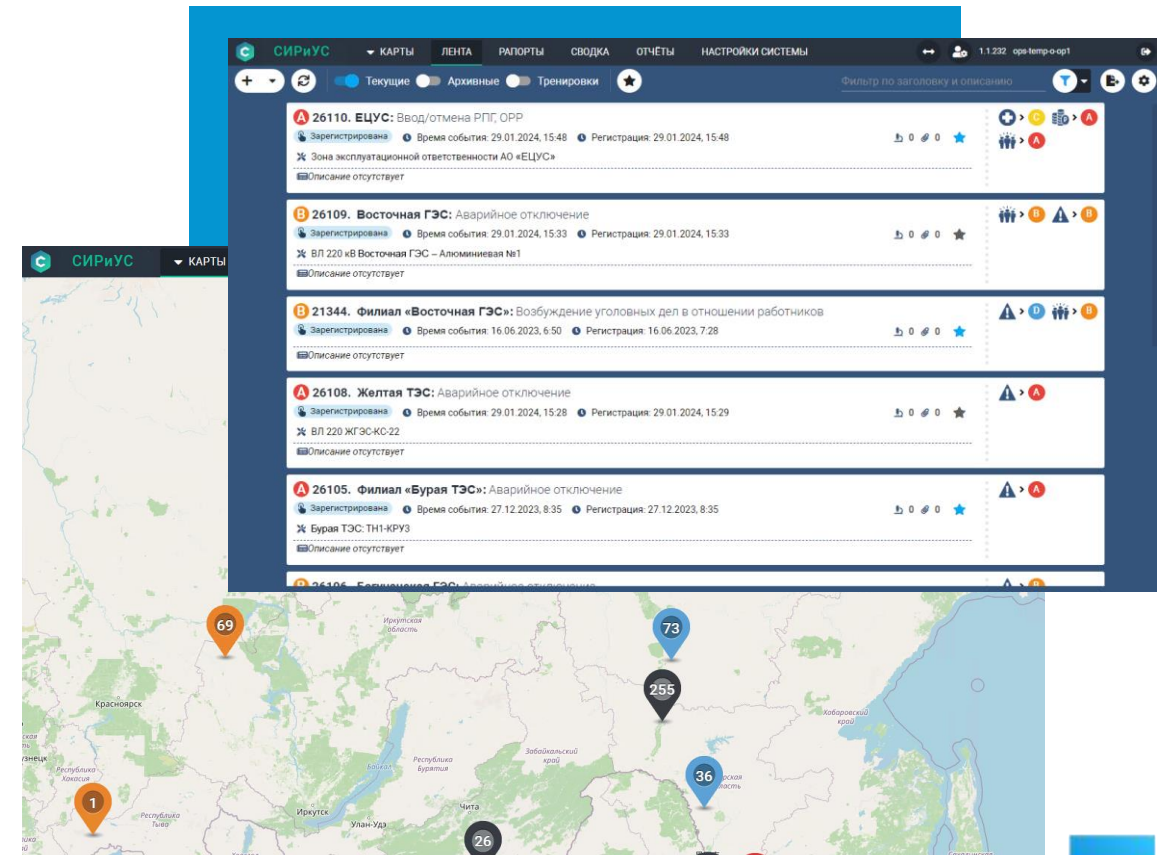 СИРиУС
КАРТЫ ЛЕНТА РАПОРТЫ СВОДКА ОТЧЁТЫ НАСТРОЙКИ СИСТЕМЫ 1.1.232 ops-temp-o-op1
Текущие Архивные Тренировки Фильтр по заголовку и описанию
A 26110. ЕЦУС: Ввод/отмена РПГ, ОРР C A
Зарегистрирована Время события: 29.01.2024, 15:48 Регистрация: 29.01.2024, 15:48 0 0 A
Зона эксплуатационной ответственности АО «ЕЦУС»
Описание отсутствует
B 26109. Восточная ГЭС: Аварийное отключение B B
Зарегистрирована Время события: 29.01.2024, 15:33 Регистрация: 29.01.2024, 15:33 0 0
ВЛ 220 кВ Восточная ГЭС – Алюминиевая №1
Описание отсутствует
B 21344. Филиал «Восточная ГЭС»: Возбуждение уголовных дел в отношении работников D B
Зарегистрирована Время события: 16.06.2023, 6:50 Регистрация: 16.06.2023, 7:28 0 0
Описание отсутствует
A 26108. Желтая ТЭС: Аварийное отключение A
Зарегистрирована Время события: 29.01.2024, 15:28 Регистрация: 29.01.2024, 15:29 0 0
ВЛ 220 ЖГЭС-КС-22
Описание отсутствует
A 26105. Филиал «Бурая ТЭС»: Аварийное отключение A
Зарегистрирована Время события: 27.12.2023, 8:35 Регистрация: 27.12.2023, 8:35 0 0
Бурая ТЭС: ТН1-КРУЗ
Описание отсутствует
СИРиУС КАРТЫ
69
Иркутская
область
73
255
Красноярск
Хабаровский
край
Забайкальский
край
Республика
Бурятия
Байкал
36
Республика
Хакасия
1
Республика
Тыва
Иркутск
Улан-Удэ
Чита
26